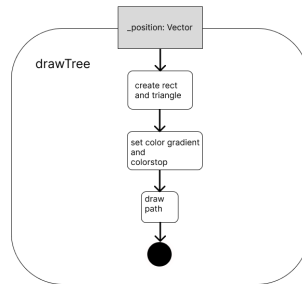 _position: Vector
drawTree
create rect
and triangle
set color gradient
and
colorstop
draw
path